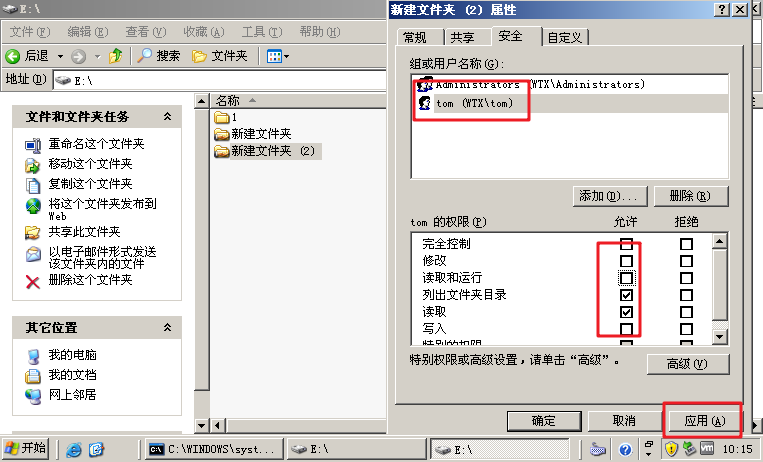 E:\
文件(F) 编辑(E) 查看(V) 收藏(A) 工具(T) 帮助(H)
后退 搜索 文件夹
地址(D) E:\
文件和文件夹任务
重命名这个文件夹
移动这个文件夹
复制这个文件夹
将这个文件夹发布到
Web
共享此文件夹
以电子邮件形式发送
该文件夹内的文件
删除这个文件夹
其它位置
我的电脑
我的文档
网上邻居
名称
1
新建文件夹
新建文件夹 (2)
新建文件夹 (2) 属性
常规 共享 安全 自定义
组或用户名称(G):
Administrators (WTX\Administrators)
tom (WTX\tom)
添加(D)... 删除(R)
tom 的权限(P) 允许 拒绝
完全控制
修改
读取和运行
列出文件夹目录
读取
写入
特别的权限
特别权限或高级设置，请单击“高级”。
高级(V)
确定 取消 应用(A)
开始 C:\WINDOWS\syst... E:\ E:\ 10:15